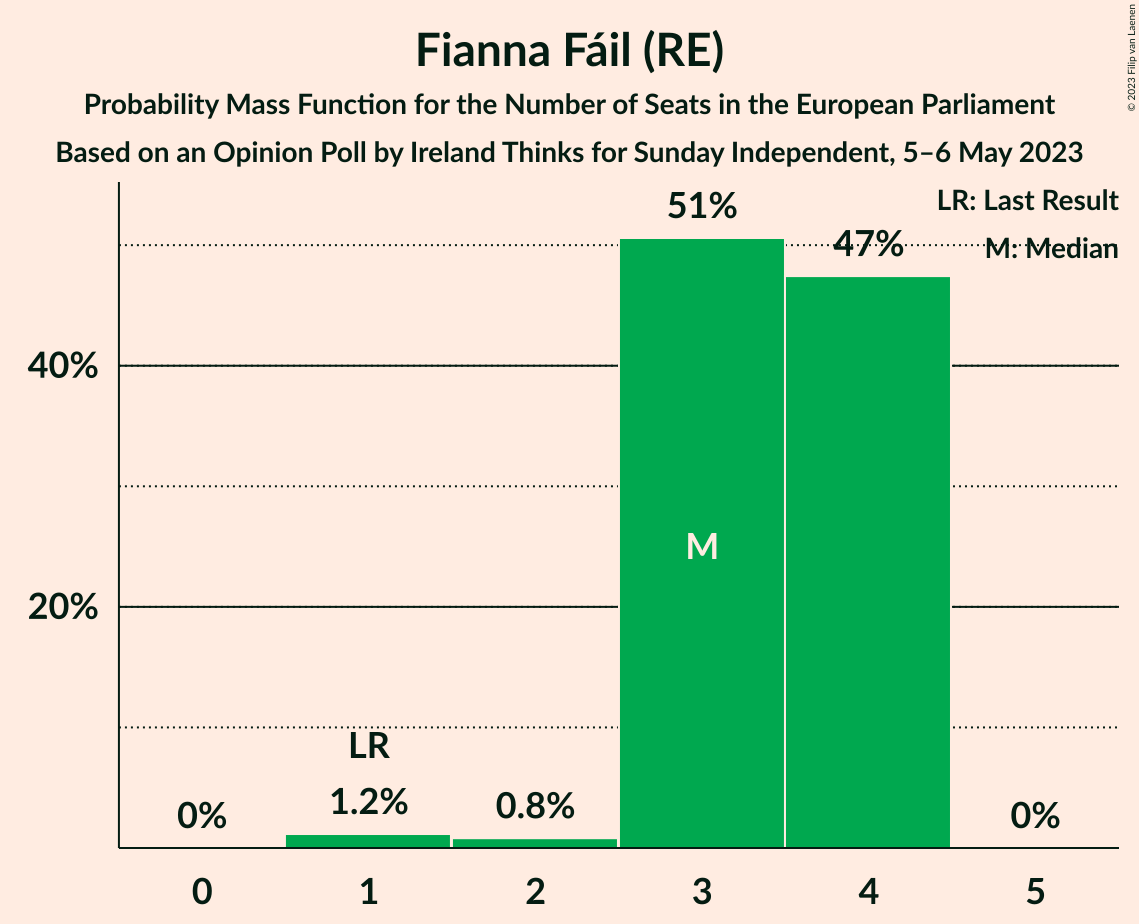 Fianna Fáil (RE)
Probability Mass Function for the Number of Seats in the European Parliament
Based on an Opinion Poll by Ireland Thinks for Sunday Independent, 5–6 May 2023
© 2023 Filip van Laenen
LR: Last Result
M: Median
51%
47%
40%
20%
M
LR
0%
1.2%
0.8%
0%
0
1
2
3
4
5